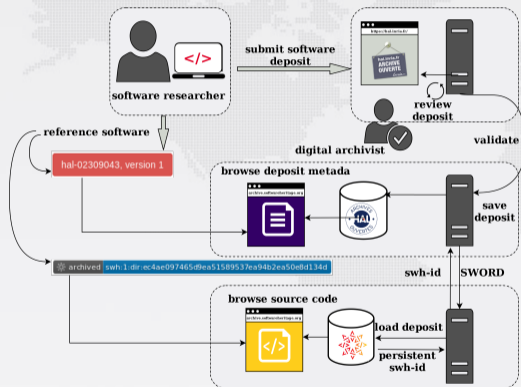 submit software
deposit
https://hal.inria.fr/
ARCHIVE
OUVERTE
</>
software researcher
review
deposit
reference software
digital archivist
validate
hal-02309043, version 1
browse deposit metada
archive.softwareheritage.org
HAL
save
deposit
archived swh:1:dir:ec4ae097465d9ea51589537ea94b2ea50e8d134d
swh-id
SWORD
browse source code
archive.softwareheritage.org
</>
load deposit
persistent
swh-id